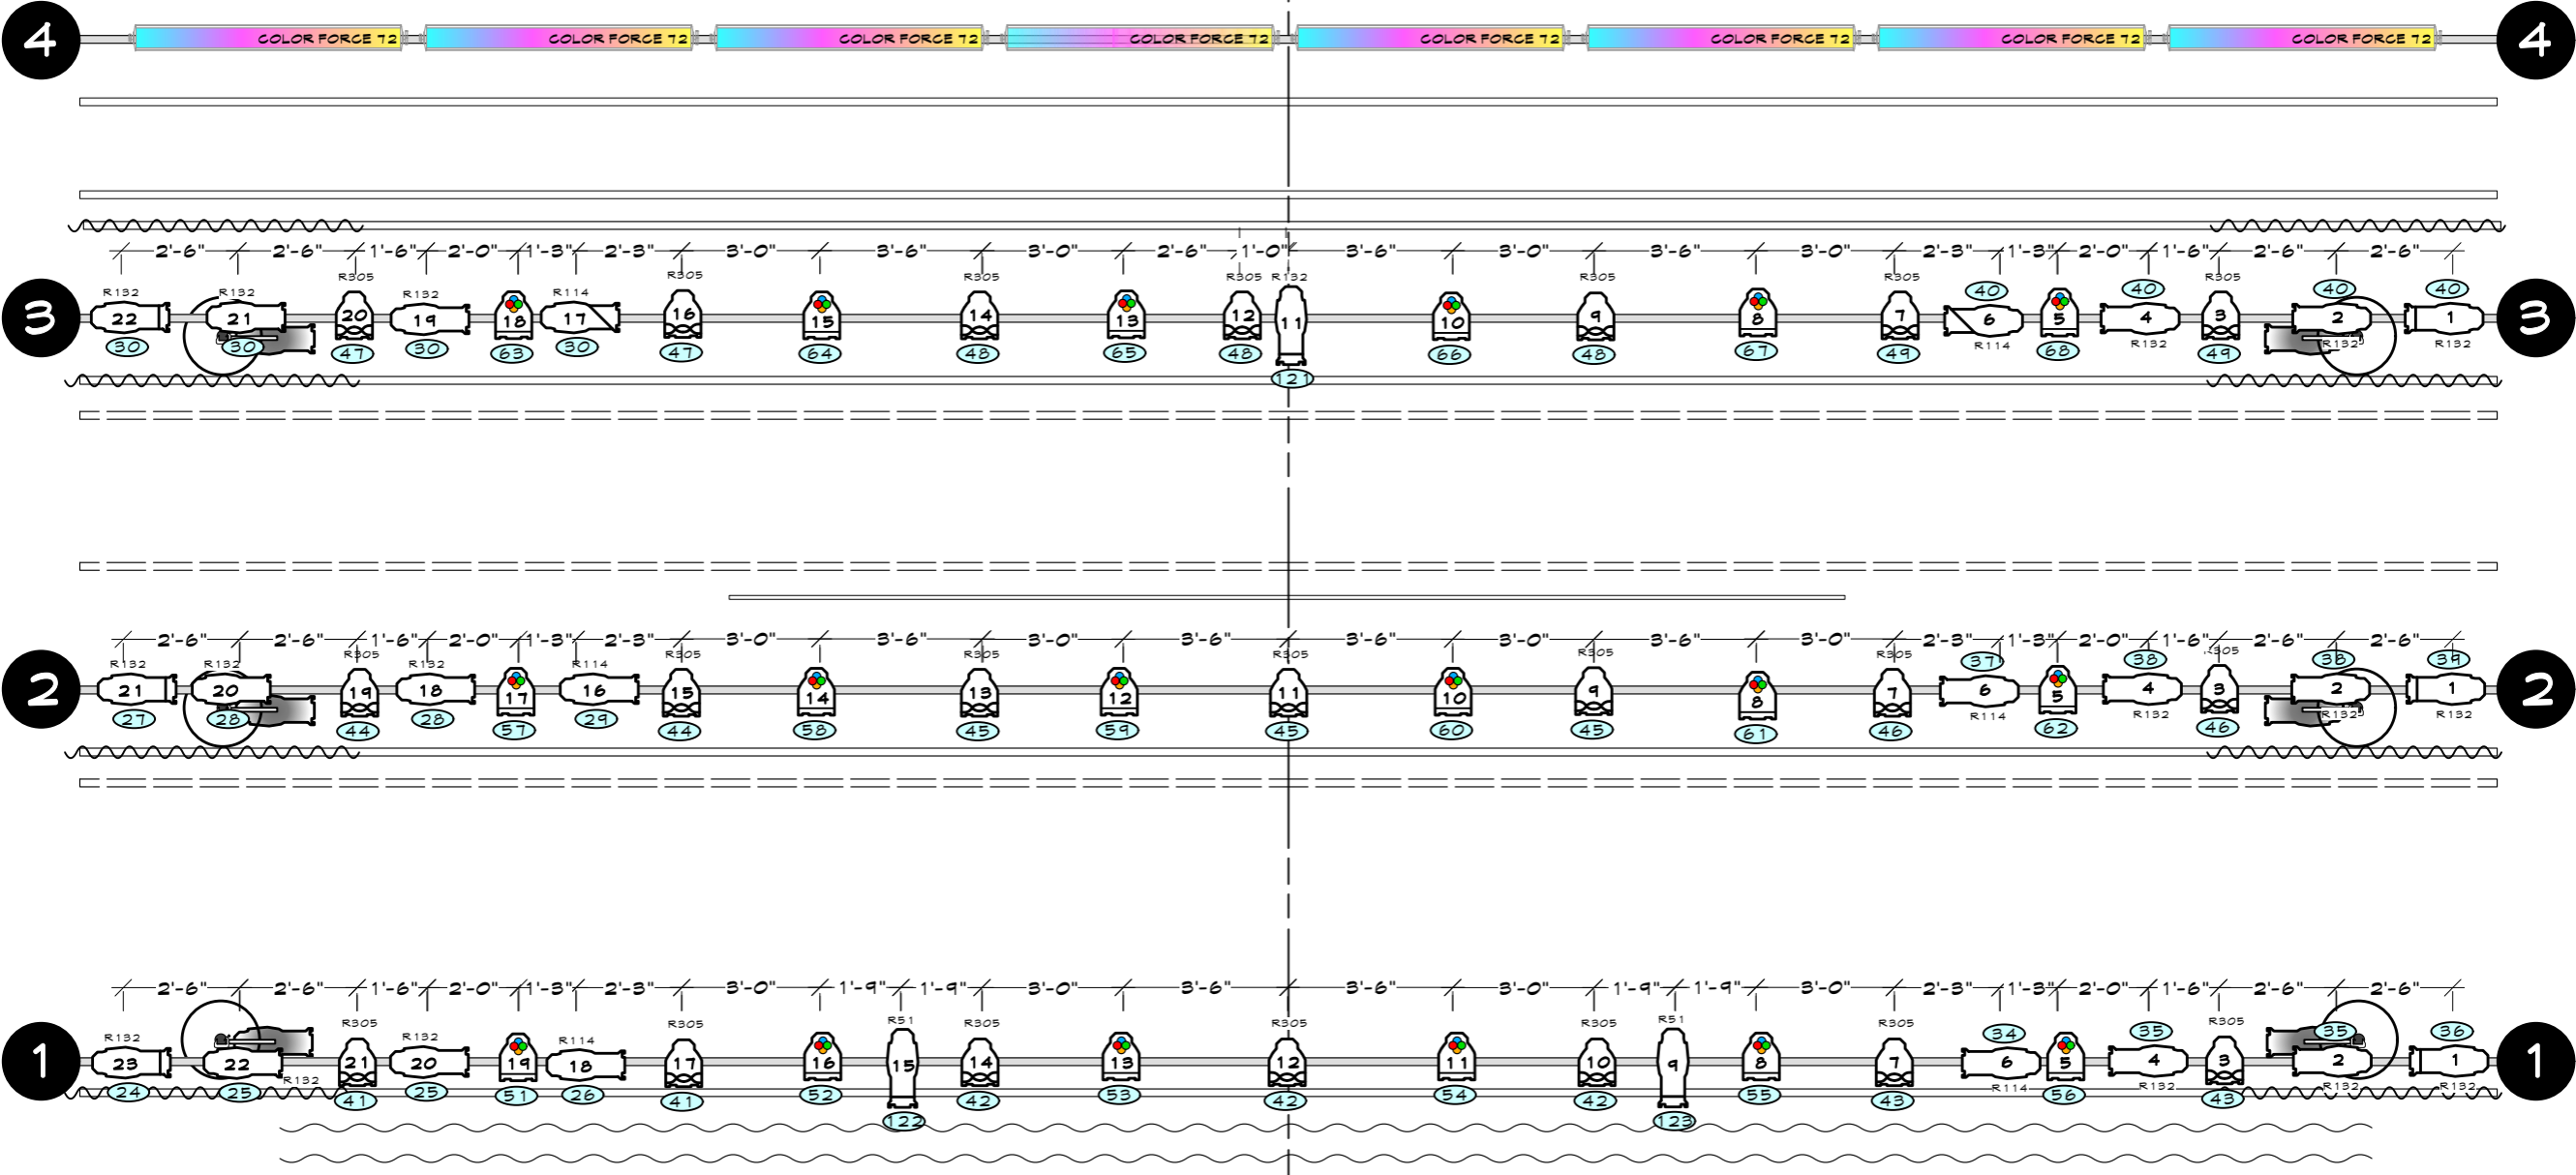 4 COLOR FORCE 72 COLOR FORCE 72 COLOR FORCE 72 COLOR FORCE 72 COLOR FORCE 72 COLOR FORCE 72 COLOR FORCE 72 COLOR FORCE 72 4
2'-6" 2'-6" 1'-6" 2'-0" 1'-3" 2'-3" 3'-0" 3'-6" 3'-0" 2'-6" 1'-0" 3'-6" 3'-0" 3'-6" 3'-0" 2'-3" 1'-3" 2'-0" 1'-6" 2'-6" 2'-6"
R132 R132 R305 R132 R114 R305 R305 R305 R132 R305 R305 R305
40 40 40 40
3 22 21 20 19 18 17 16 15 14 13 12 11 10 9 8 7 6 5 4 3 2 1 3
R114 R132 R132 R132
30 30 47 30 63 30 47 64 48 65 48 66 48 67 49 68 49
121
2'-6" 2'-6" 1'-6" 2'-0" 1'-3" 2'-3" 3'-0" 3'-6" 3'-0" 3'-6" 3'-6" 3'-0" 3'-6" 3'-0" 2'-3" 1'-3" 2'-0" 1'-6" 2'-6" 2'-6"
R132 R132 R305 R132 R114 R305 R305 R305 R305 R305 R305
37 38 38 39
2 21 20 19 18 17 16 15 14 13 12 11 10 9 8 7 6 5 4 3 2 1 2
R114 R132 R132 R132
27 28 44 28 57 29 44 58 45 59 45 60 45 61 46 62 46
2'-6" 2'-6" 1'-6" 2'-0" 1'-3" 2'-3" 3'-0" 1'-9" 1'-9" 3'-0" 3'-6" 3'-6" 3'-0" 1'-9" 1'-9" 3'-0" 2'-3" 1'-3" 2'-0" 1'-6" 2'-6" 2'-6"
R132 R305 R132 R114 R305 R51 R305 R305 R305 R51 R305 R305
34 35 35 36
1 23 22 21 20 19 18 17 16 15 14 13 12 11 10 9 8 7 6 5 4 3 2 1 1
R132 R114 R132 R132 R132
24 25 41 25 51 26 41 52 42 53 42 54 42 55 43 56 43
122 123